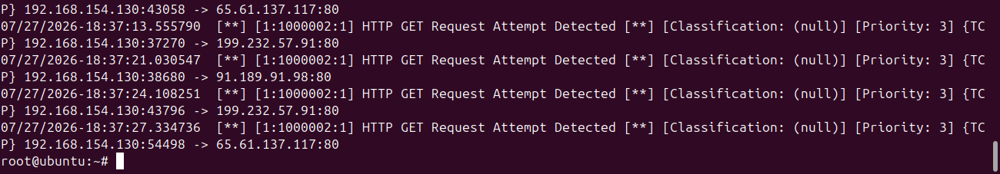 P} 192.168.154.130:43058 -> 65.61.137.117:80
07/27/2026-18:37:13.555790  [**] [1:1000002:1] HTTP GET Request Attempt Detected [**] [Classification: (null)] [Priority: 3] {TC
P} 192.168.154.130:37270 -> 199.232.57.91:80
07/27/2026-18:37:21.030547  [**] [1:1000002:1] HTTP GET Request Attempt Detected [**] [Classification: (null)] [Priority: 3] {TC
P} 192.168.154.130:38680 -> 91.189.91.98:80
07/27/2026-18:37:24.108251  [**] [1:1000002:1] HTTP GET Request Attempt Detected [**] [Classification: (null)] [Priority: 3] {TC
P} 192.168.154.130:43796 -> 199.232.57.91:80
07/27/2026-18:37:27.334736  [**] [1:1000002:1] HTTP GET Request Attempt Detected [**] [Classification: (null)] [Priority: 3] {TC
P} 192.168.154.130:54498 -> 65.61.137.117:80
root@ubuntu:~#